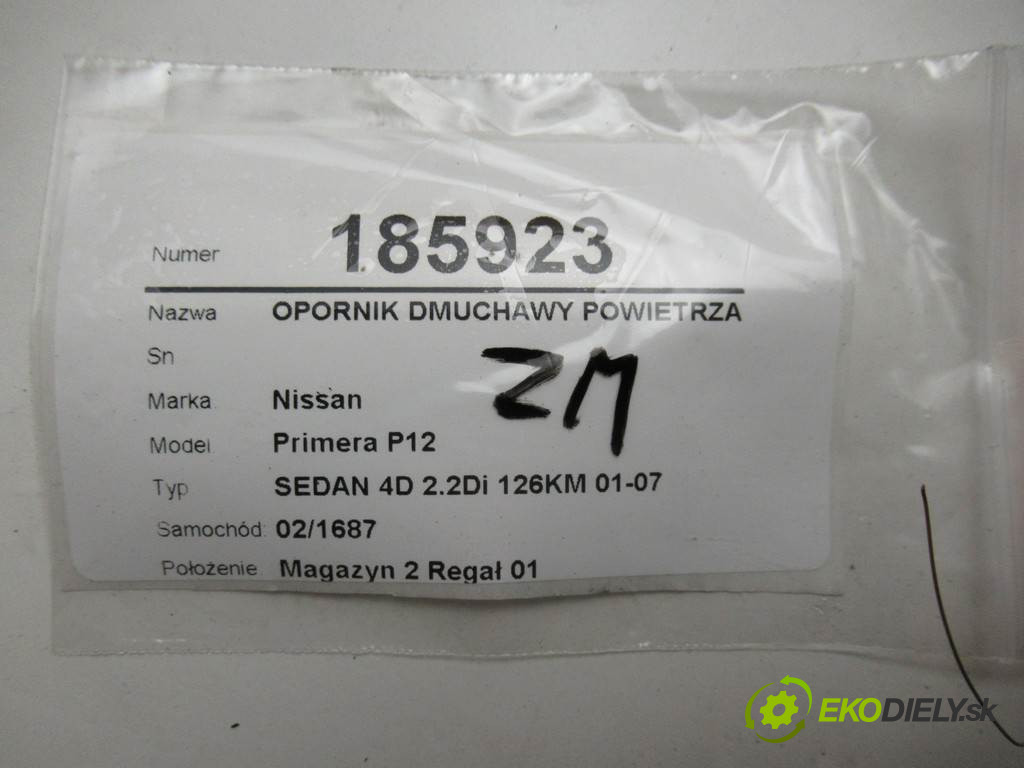 Numer 185923
Nazwa OPORNIK DMUCHAWY POWIETRZA
Sn
ZM
Marka Nissan
Model Primera P12
Typ SEDAN 4D 2.2Di 126KM 01-07
Samochód: 02/1687
Położenie Magazyn 2 Regał 01
EKODIELY.sk